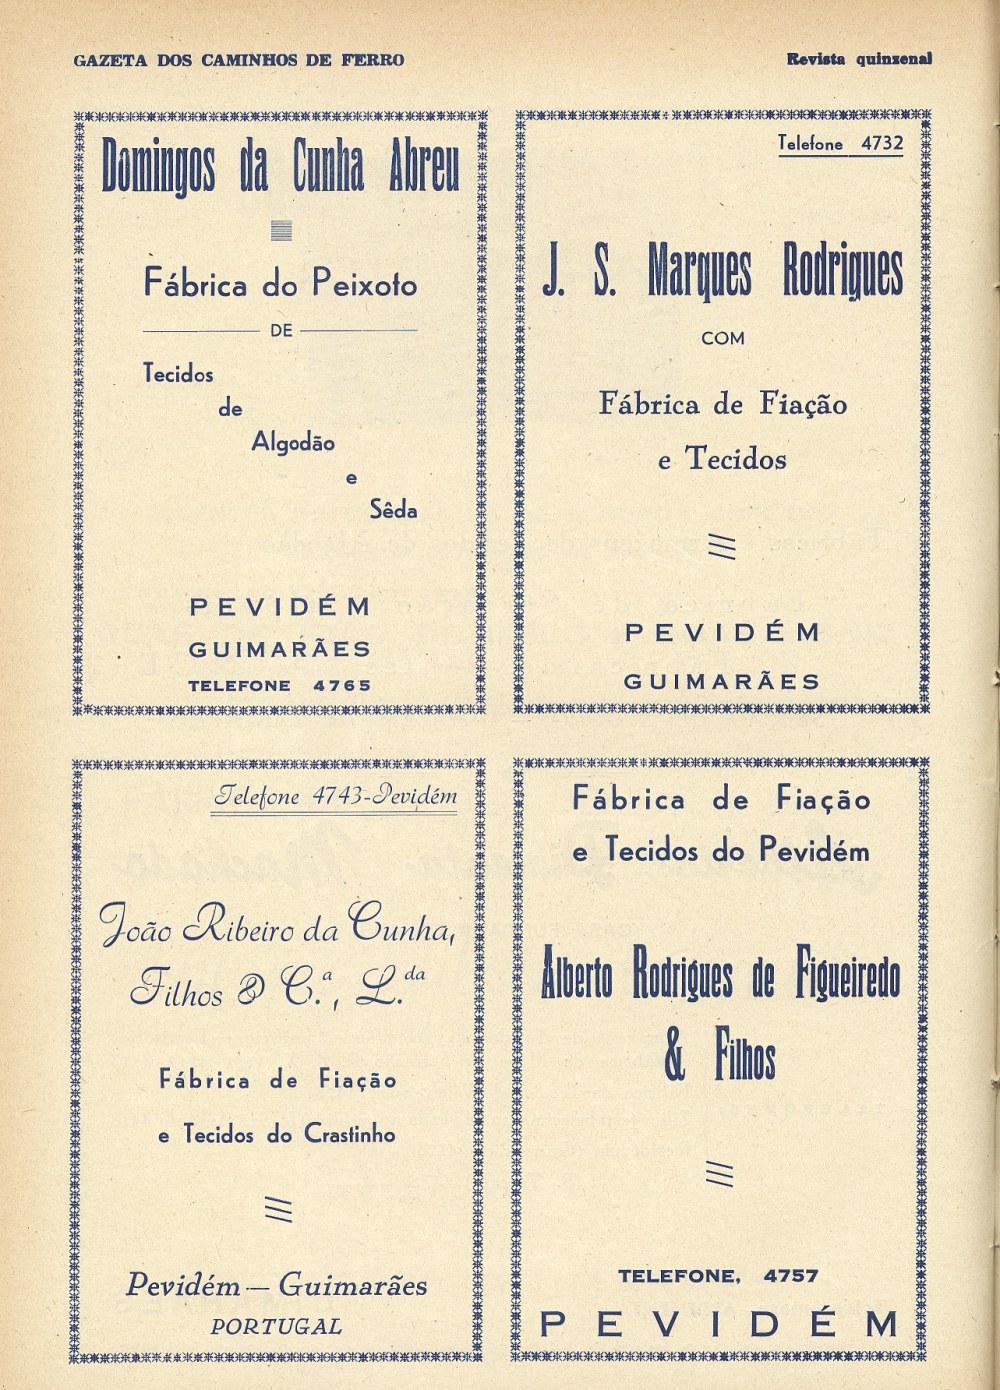 GAZETA DOS CAMINHOS DE FERRO
Revista quinzenal
Domingos da Cunha Abreu
Fábrica do Peixoto
DE
Tecidos
de
Algodão
e
Sêda
PEVIDÉM
GUIMARÃES
TELEFONE 4765
Telefone 4732
J. S. Marques Rodrigues
COM
Fábrica de Fiação
e Tecidos
PEVIDÉM
GUIMARÃES
Telefone 4743-Pevidém
João Ribeiro da Cunha,
Filhos & C.ª, L.da
Fábrica de Fiação
e Tecidos do Crastinho
Pevidém — Guimarães
PORTUGAL
Fábrica de Fiação
e Tecidos do Pevidém
Alberto Rodrigues de Figueiredo
& Filhos
TELEFONE, 4757
PEVIDÉM